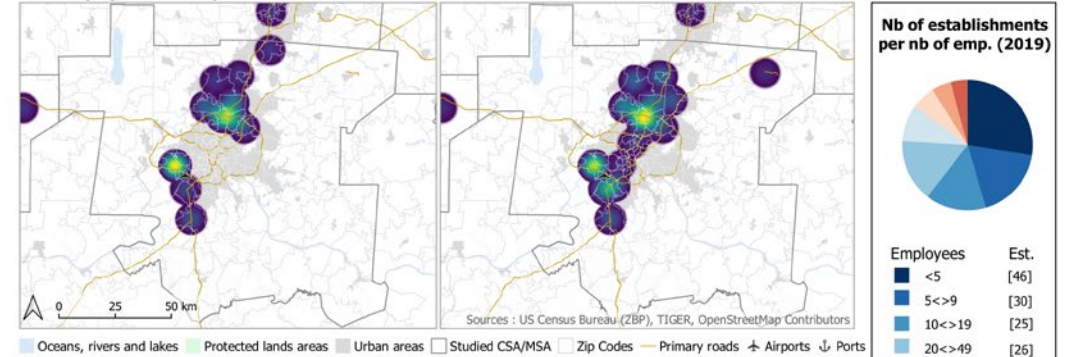 Nb of establishments
per nb of emp. (2019)
Employees Est.
<5 [46]
5<>9 [30]
10<>19 [25]
20<>49 [26]
0 25 50 km
Sources : US Census Bureau (ZBP), TIGER, OpenStreetMap Contributors
Oceans, rivers and lakes Protected lands areas Urban areas Studied CSA/MSA Zip Codes Primary roads Airports Ports